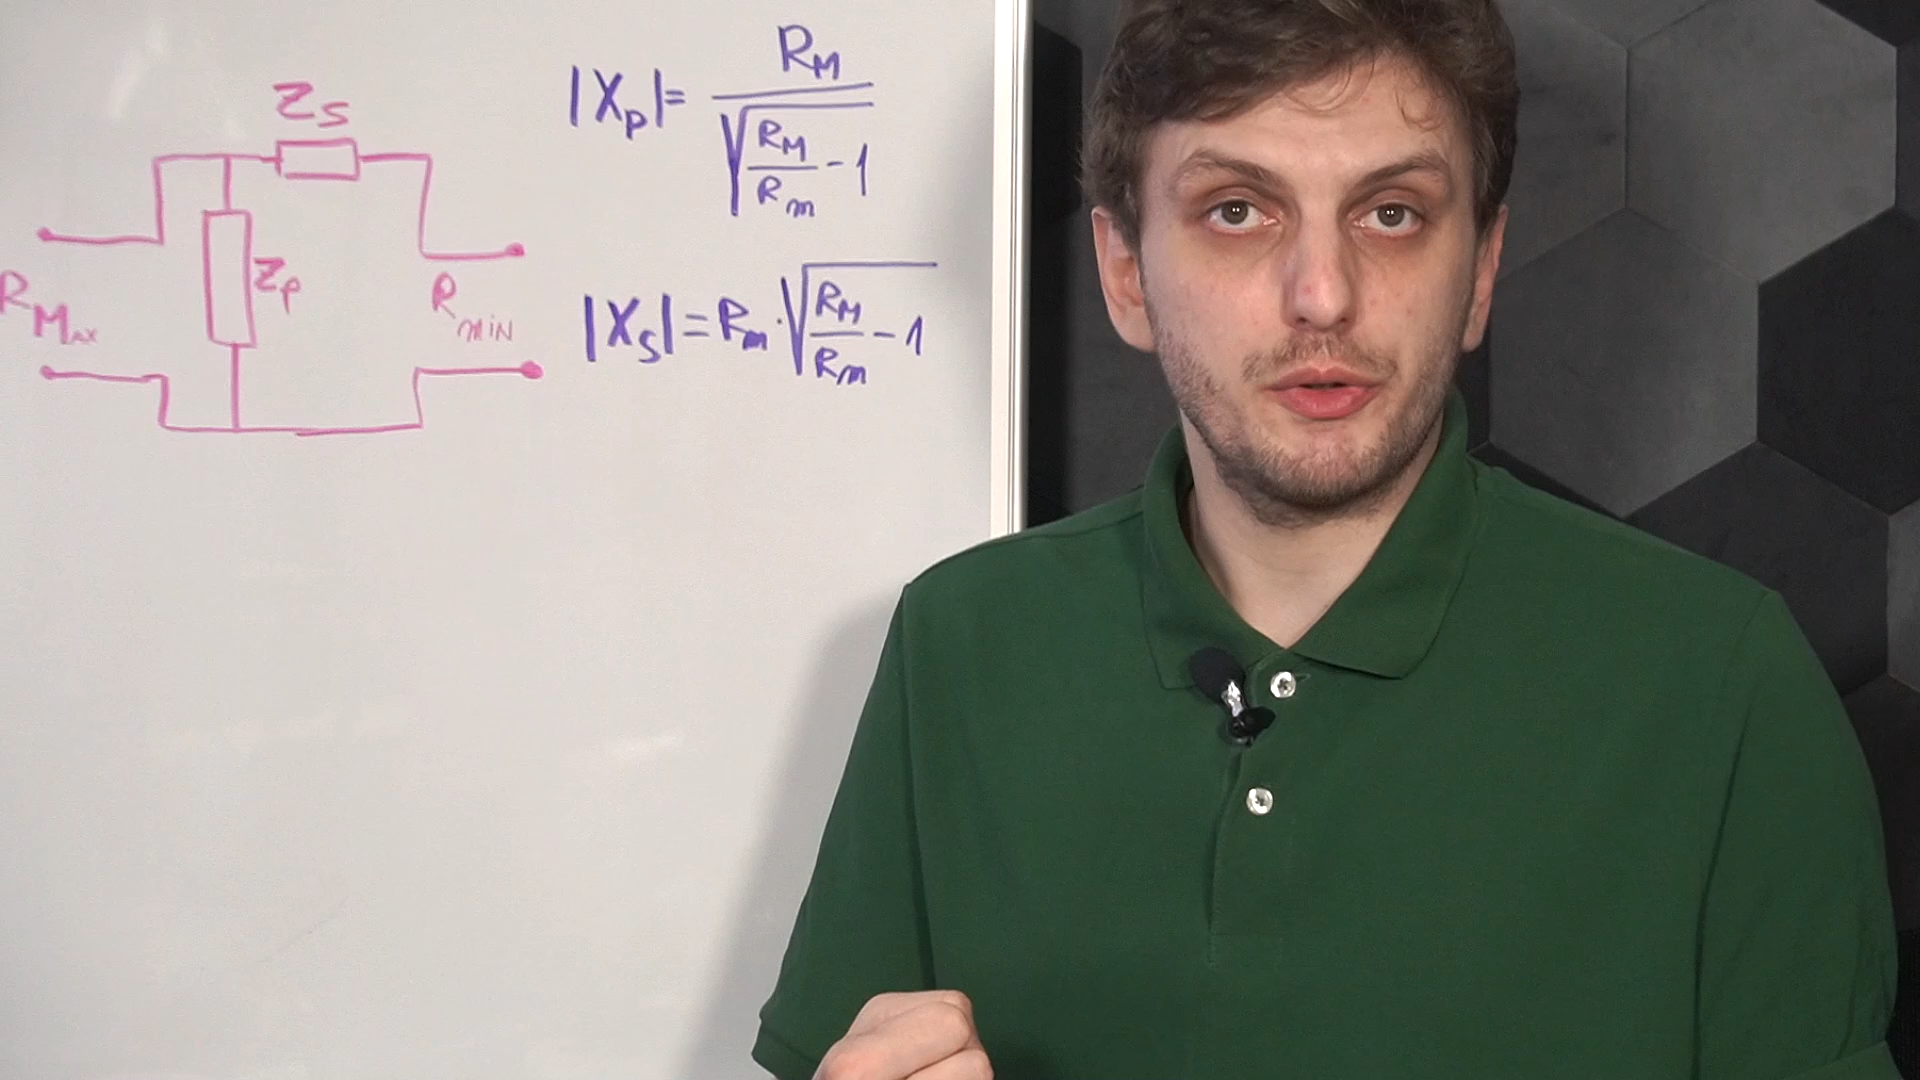 Zs
Zp
RMax
Rmin
|Xp|= RM / √(RM/Rm - 1)
|Xs|= Rm·√(RM/Rm - 1)